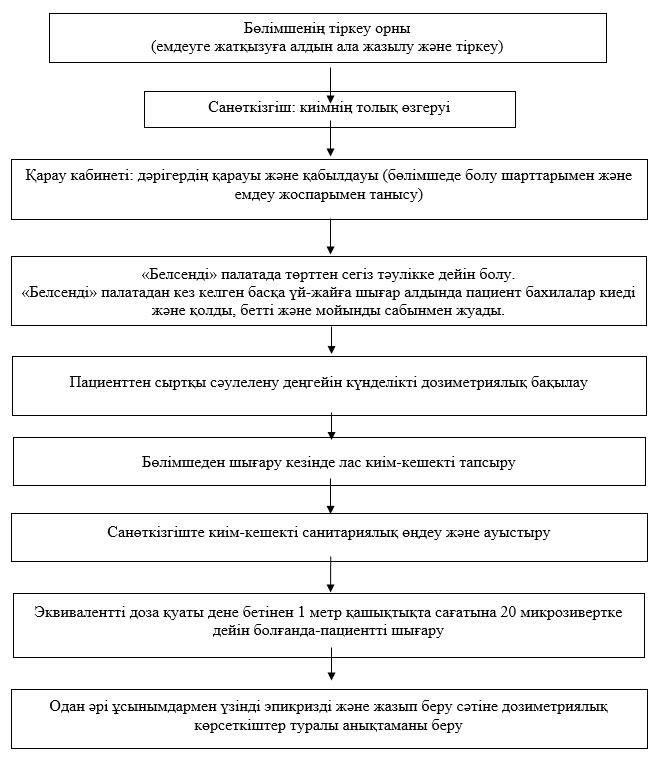 Бөлімшенің тіркеу орны
(емдеуге жатқызуға алдын ала жазылу және тіркеу)
Санөткізгіш: киімнің толық өзгеруі
Қарау кабинеті: дәрігердің қарауы және қабылдауы (бөлімшеде болу шарттарымен және
емдеу жоспарымен танысу)
«Белсенді» палатада төрттен сегіз тәулікке дейін болу.
«Белсенді» палатадан кез келген басқа үй-жайға шығар алдында пациент бахилалар киеді
және қолды, бетті және мойынды сабынмен жуады.
Пациенттен сыртқы сәулелену деңгейін күнделікті дозиметриялық бақылау
Бөлімшеден шығару кезінде лас киім-кешекті тапсыру
Санөткізгіште киім-кешекті санитариялық өңдеу және ауыстыру
Эквивалентті доза қуаты дене бетінен 1 метр қашықтықта сағатына 20 микрозивертке
дейін болғанда-пациентті шығару
Одан әрі ұсынымдармен үзінді эпикризді және жазып беру сәтіне дозиметриялық
көрсеткіштер туралы анықтаманы беру